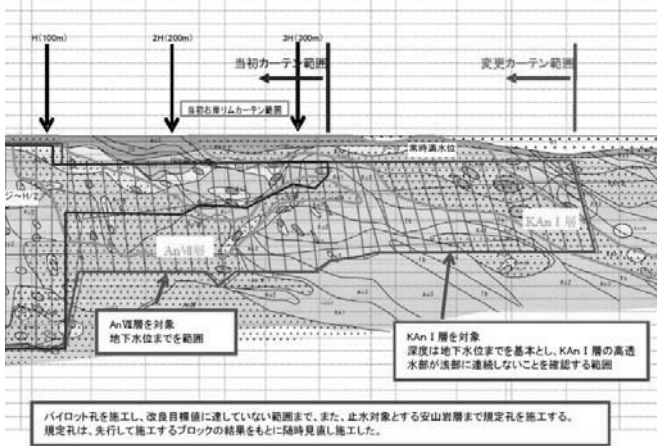 H(100m)
2H(200m)
3H(300m)
当初カーテン範囲
変更カーテン範囲
当初右岸リムカーテン範囲
常時満水位
ジ～H/2
AnⅦ層
KAnⅠ層
AnⅦ層を対象
地下水位までを範囲
KAnⅠ層を対象
深度は地下水位までを基本とし、KAnⅠ層の高透
水部が浅部に連続しないことを確認する範囲
パイロット孔を施工し、改良目標値に達していない範囲まで、また、止水対象とする安山岩層まで規定孔を施工する。
規定孔は、先行して施工するブロックの結果をもとに随時見直し施工した。